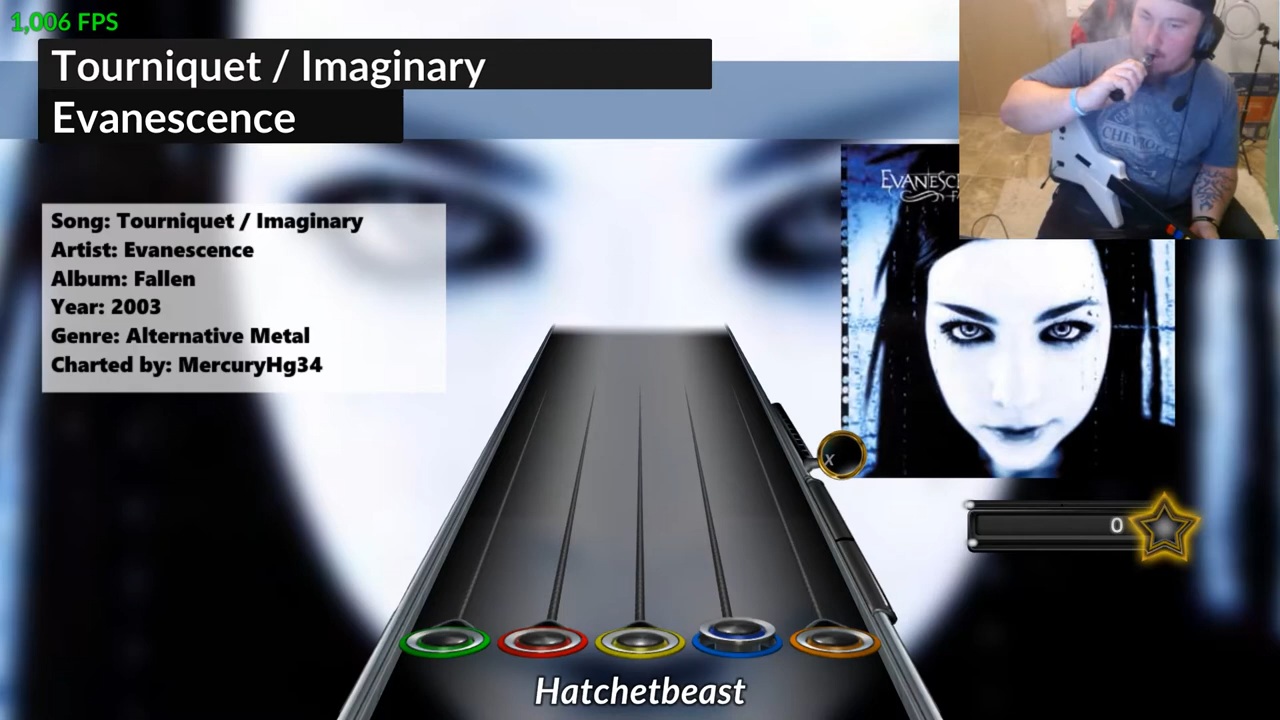 1,006 FPS
Tourniquet / Imaginary
Evanescence
Song: Tourniquet / Imaginary
Artist: Evanescence
Album: Fallen
Year: 2003
Genre: Alternative Metal
Charted by: MercuryHg34
CHEVROLET
x
0
Hatchetbeast